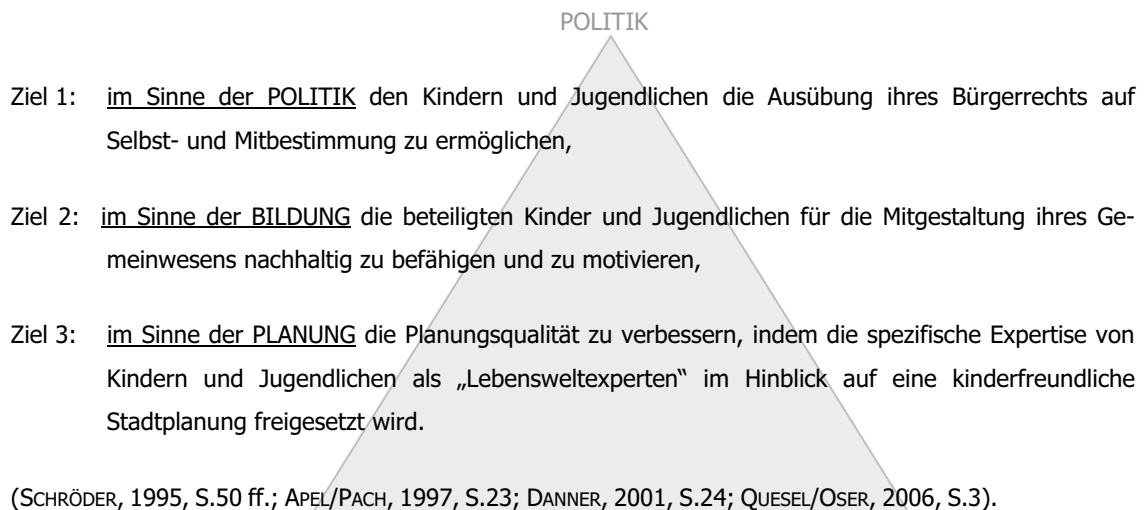 POLITIK
Ziel 1: im Sinne der POLITIK den Kindern und Jugendlichen die Ausübung ihres Bürgerrechts auf
Selbst- und Mitbestimmung zu ermöglichen,
Ziel 2: im Sinne der BILDUNG die beteiligten Kinder und Jugendlichen für die Mitgestaltung ihres Ge-
meinwesens nachhaltig zu befähigen und zu motivieren,
Ziel 3: im Sinne der PLANUNG die Planungsqualität zu verbessern, indem die spezifische Expertise von
Kindern und Jugendlichen als „Lebensweltexperten“ im Hinblick auf eine kinderfreundliche
Stadtplanung freigesetzt wird.
(SCHRÖDER, 1995, S.50 ff.; APEL/PACH, 1997, S.23; DANNER, 2001, S.24; QUESEL/OSER, 2006, S.3).